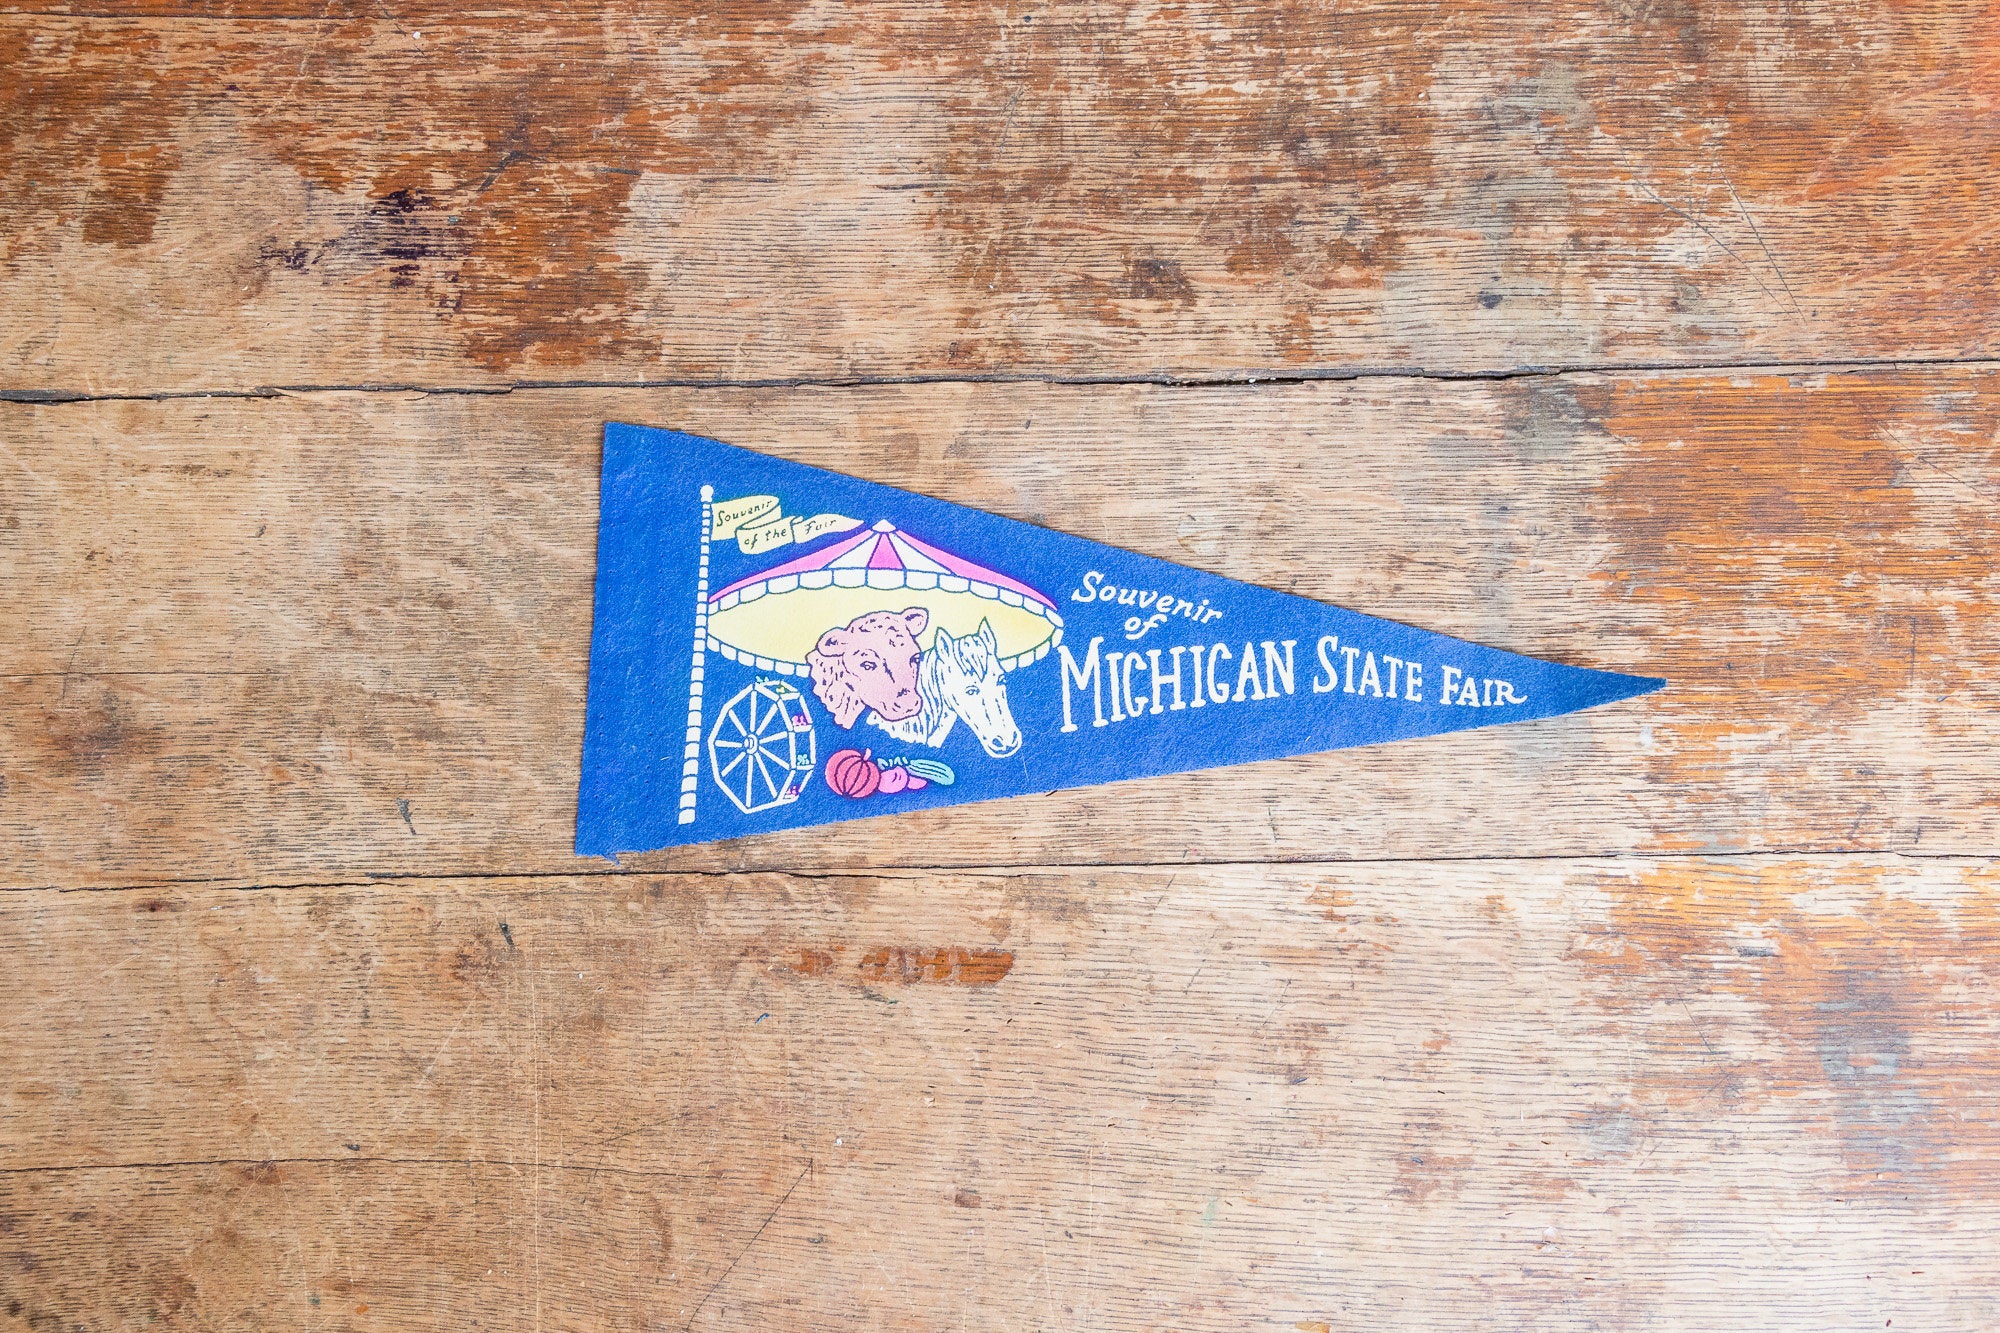 Souvenir
of the Fair
Souvenir
of
MICHIGAN STATE FAIR